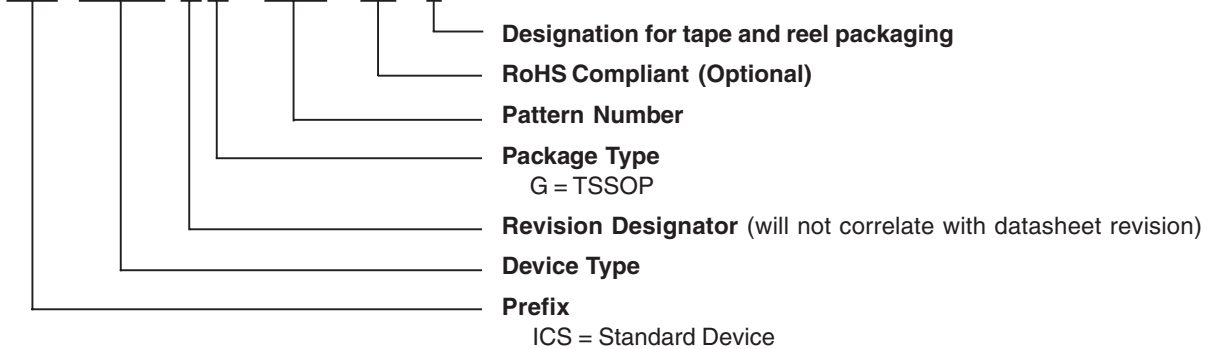 Designation for tape and reel packaging
RoHS Compliant (Optional)
Pattern Number
Package Type
G = TSSOP
Revision Designator (will not correlate with datasheet revision)
Device Type
Prefix
ICS = Standard Device